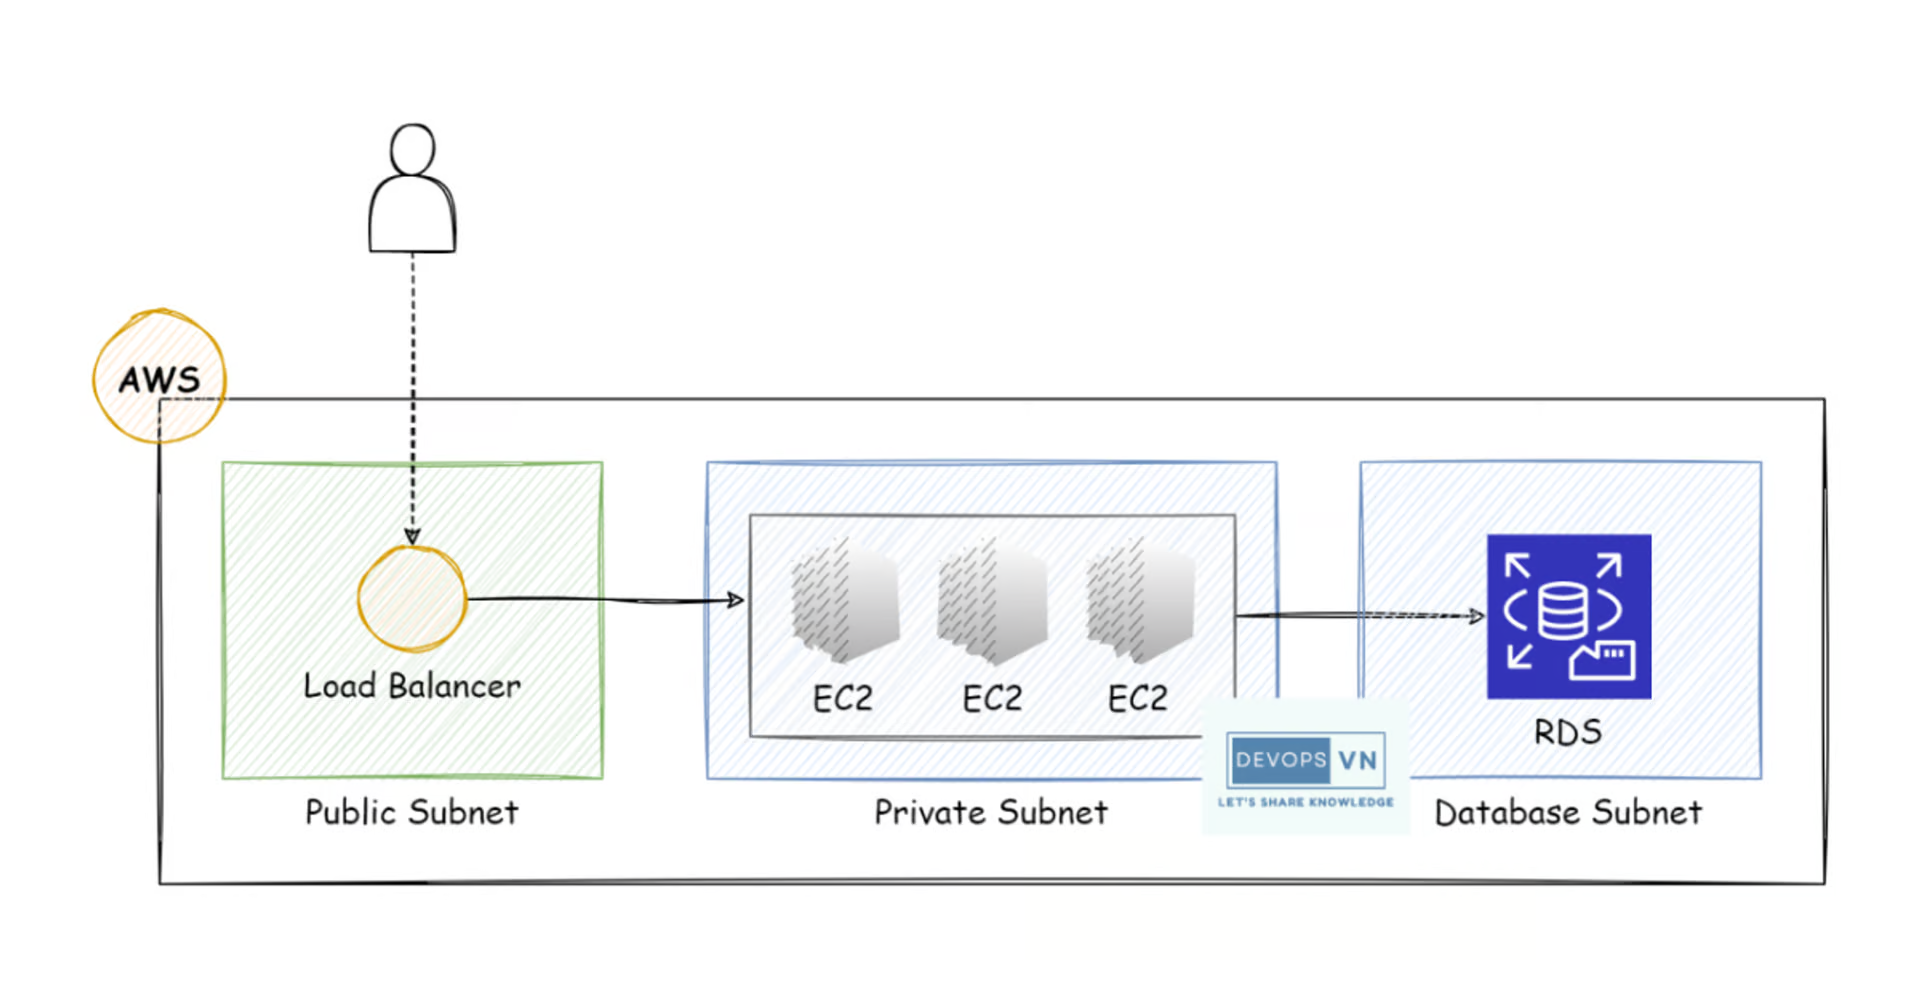 AWS
Load Balancer
EC2 EC2 EC2
RDS
DEVOPS VN
LET'S SHARE KNOWLEDGE
Public Subnet
Private Subnet
Database Subnet